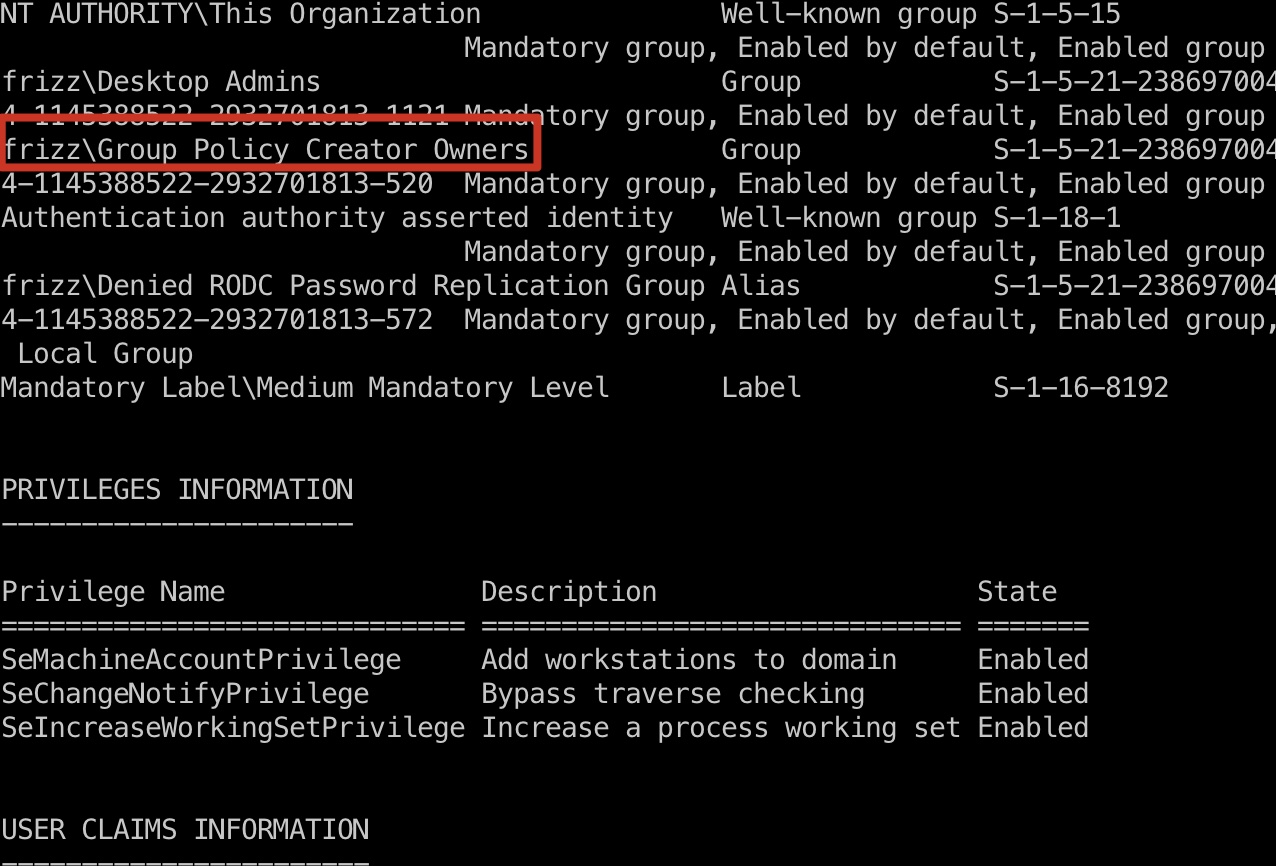 NT AUTHORITY\This Organization Well-known group S-1-5-15
Mandatory group, Enabled by default, Enabled group
frizz\Desktop Admins Group S-1-5-21-238697004
4-1145388522-2932701813-1121 Mandatory group, Enabled by default, Enabled group
frizz\Group Policy Creator Owners Group S-1-5-21-238697004
4-1145388522-2932701813-520 Mandatory group, Enabled by default, Enabled group
Authentication authority asserted identity Well-known group S-1-18-1
Mandatory group, Enabled by default, Enabled group
frizz\Denied RODC Password Replication Group Alias S-1-5-21-238697004
4-1145388522-2932701813-572 Mandatory group, Enabled by default, Enabled group,
Local Group
Mandatory Label\Medium Mandatory Level Label S-1-16-8192
PRIVILEGES INFORMATION
----------------------
Privilege Name Description State
============================= ============================== =======
SeMachineAccountPrivilege Add workstations to domain Enabled
SeChangeNotifyPrivilege Bypass traverse checking Enabled
SeIncreaseWorkingSetPrivilege Increase a process working set Enabled
USER CLAIMS INFORMATION
-----------------------